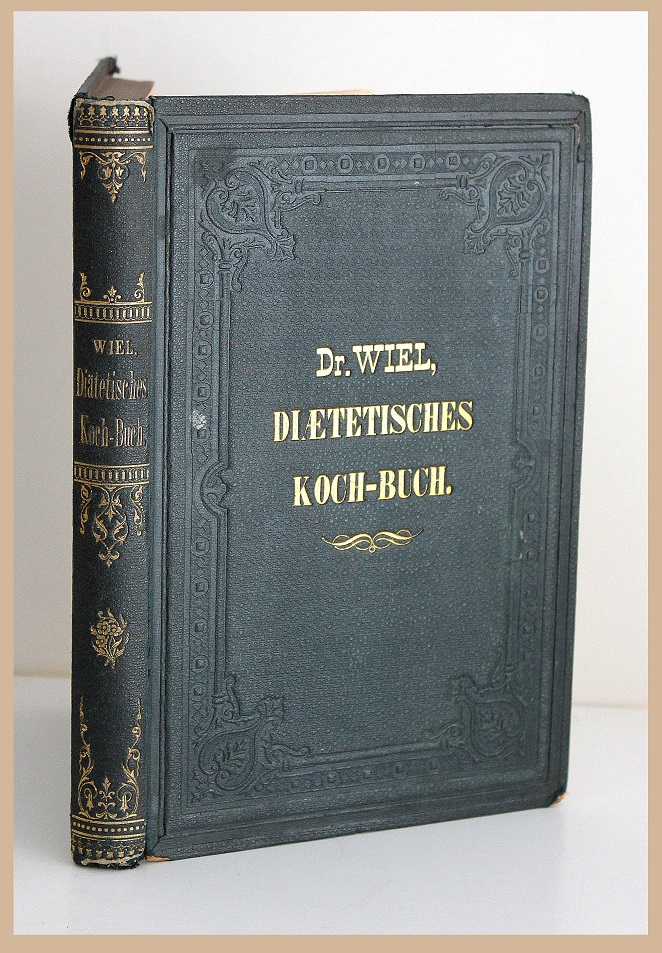 WIEL,
Diätetisches
Koch-Buch.
Dr. WIEL,
DIÆTETISCHES
KOCH-BUCH.